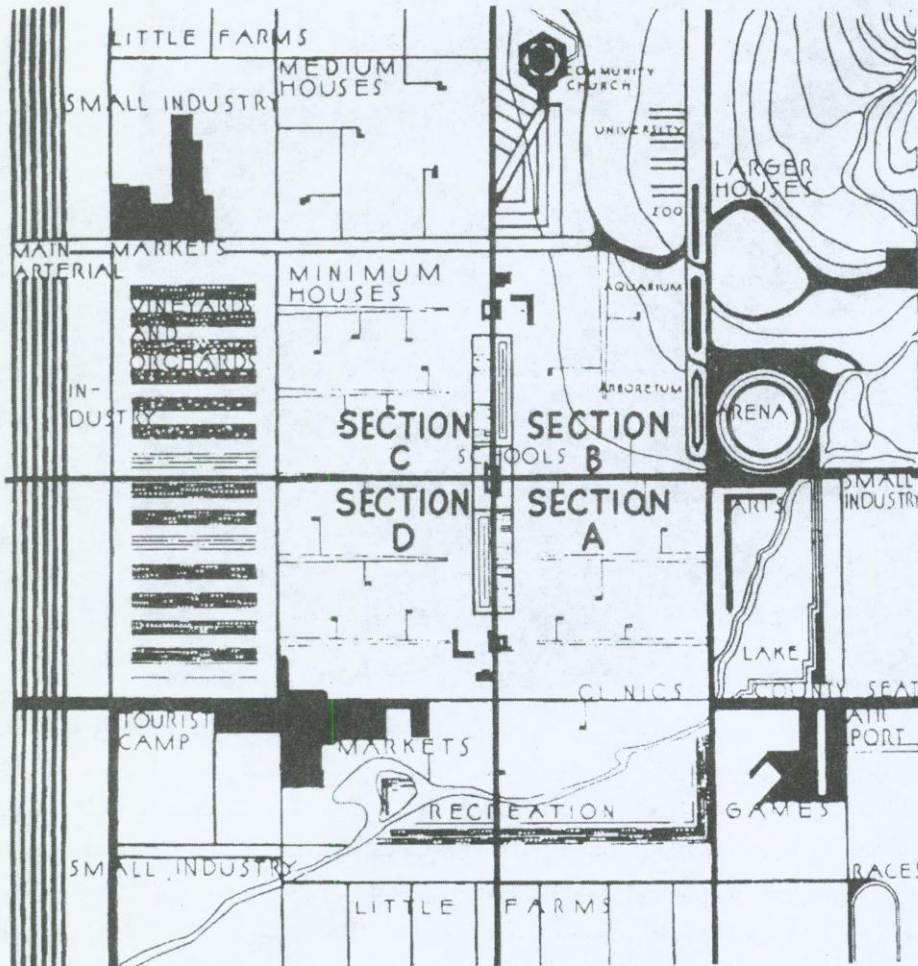 LITTLE FARMS
MEDIUM
HOUSES
SMALL INDUSTRY
COMMUNITY
CHURCH
UNIVERSITY
ZOO
LARGER
HOUSES
MAIN
ARTERIAL
MARKETS
MINIMUM
HOUSES
AQUARIUM
VINEYARDS
AND
ORCHARDS
IN-
DUSTRY
ARBORETUM
ARENA
SECTION
C
SCHOOLS
SECTION
B
SECTION
D
SECTION
A
ARTS
SMALL
INDUSTRY
LAKE
CLINICS
COUNTY SEAT
TOURIST
CAMP
MARKETS
AIR
PORT
RECREATION
GAMES
SMALL INDUSTRY
RACES
LITTLE FARMS